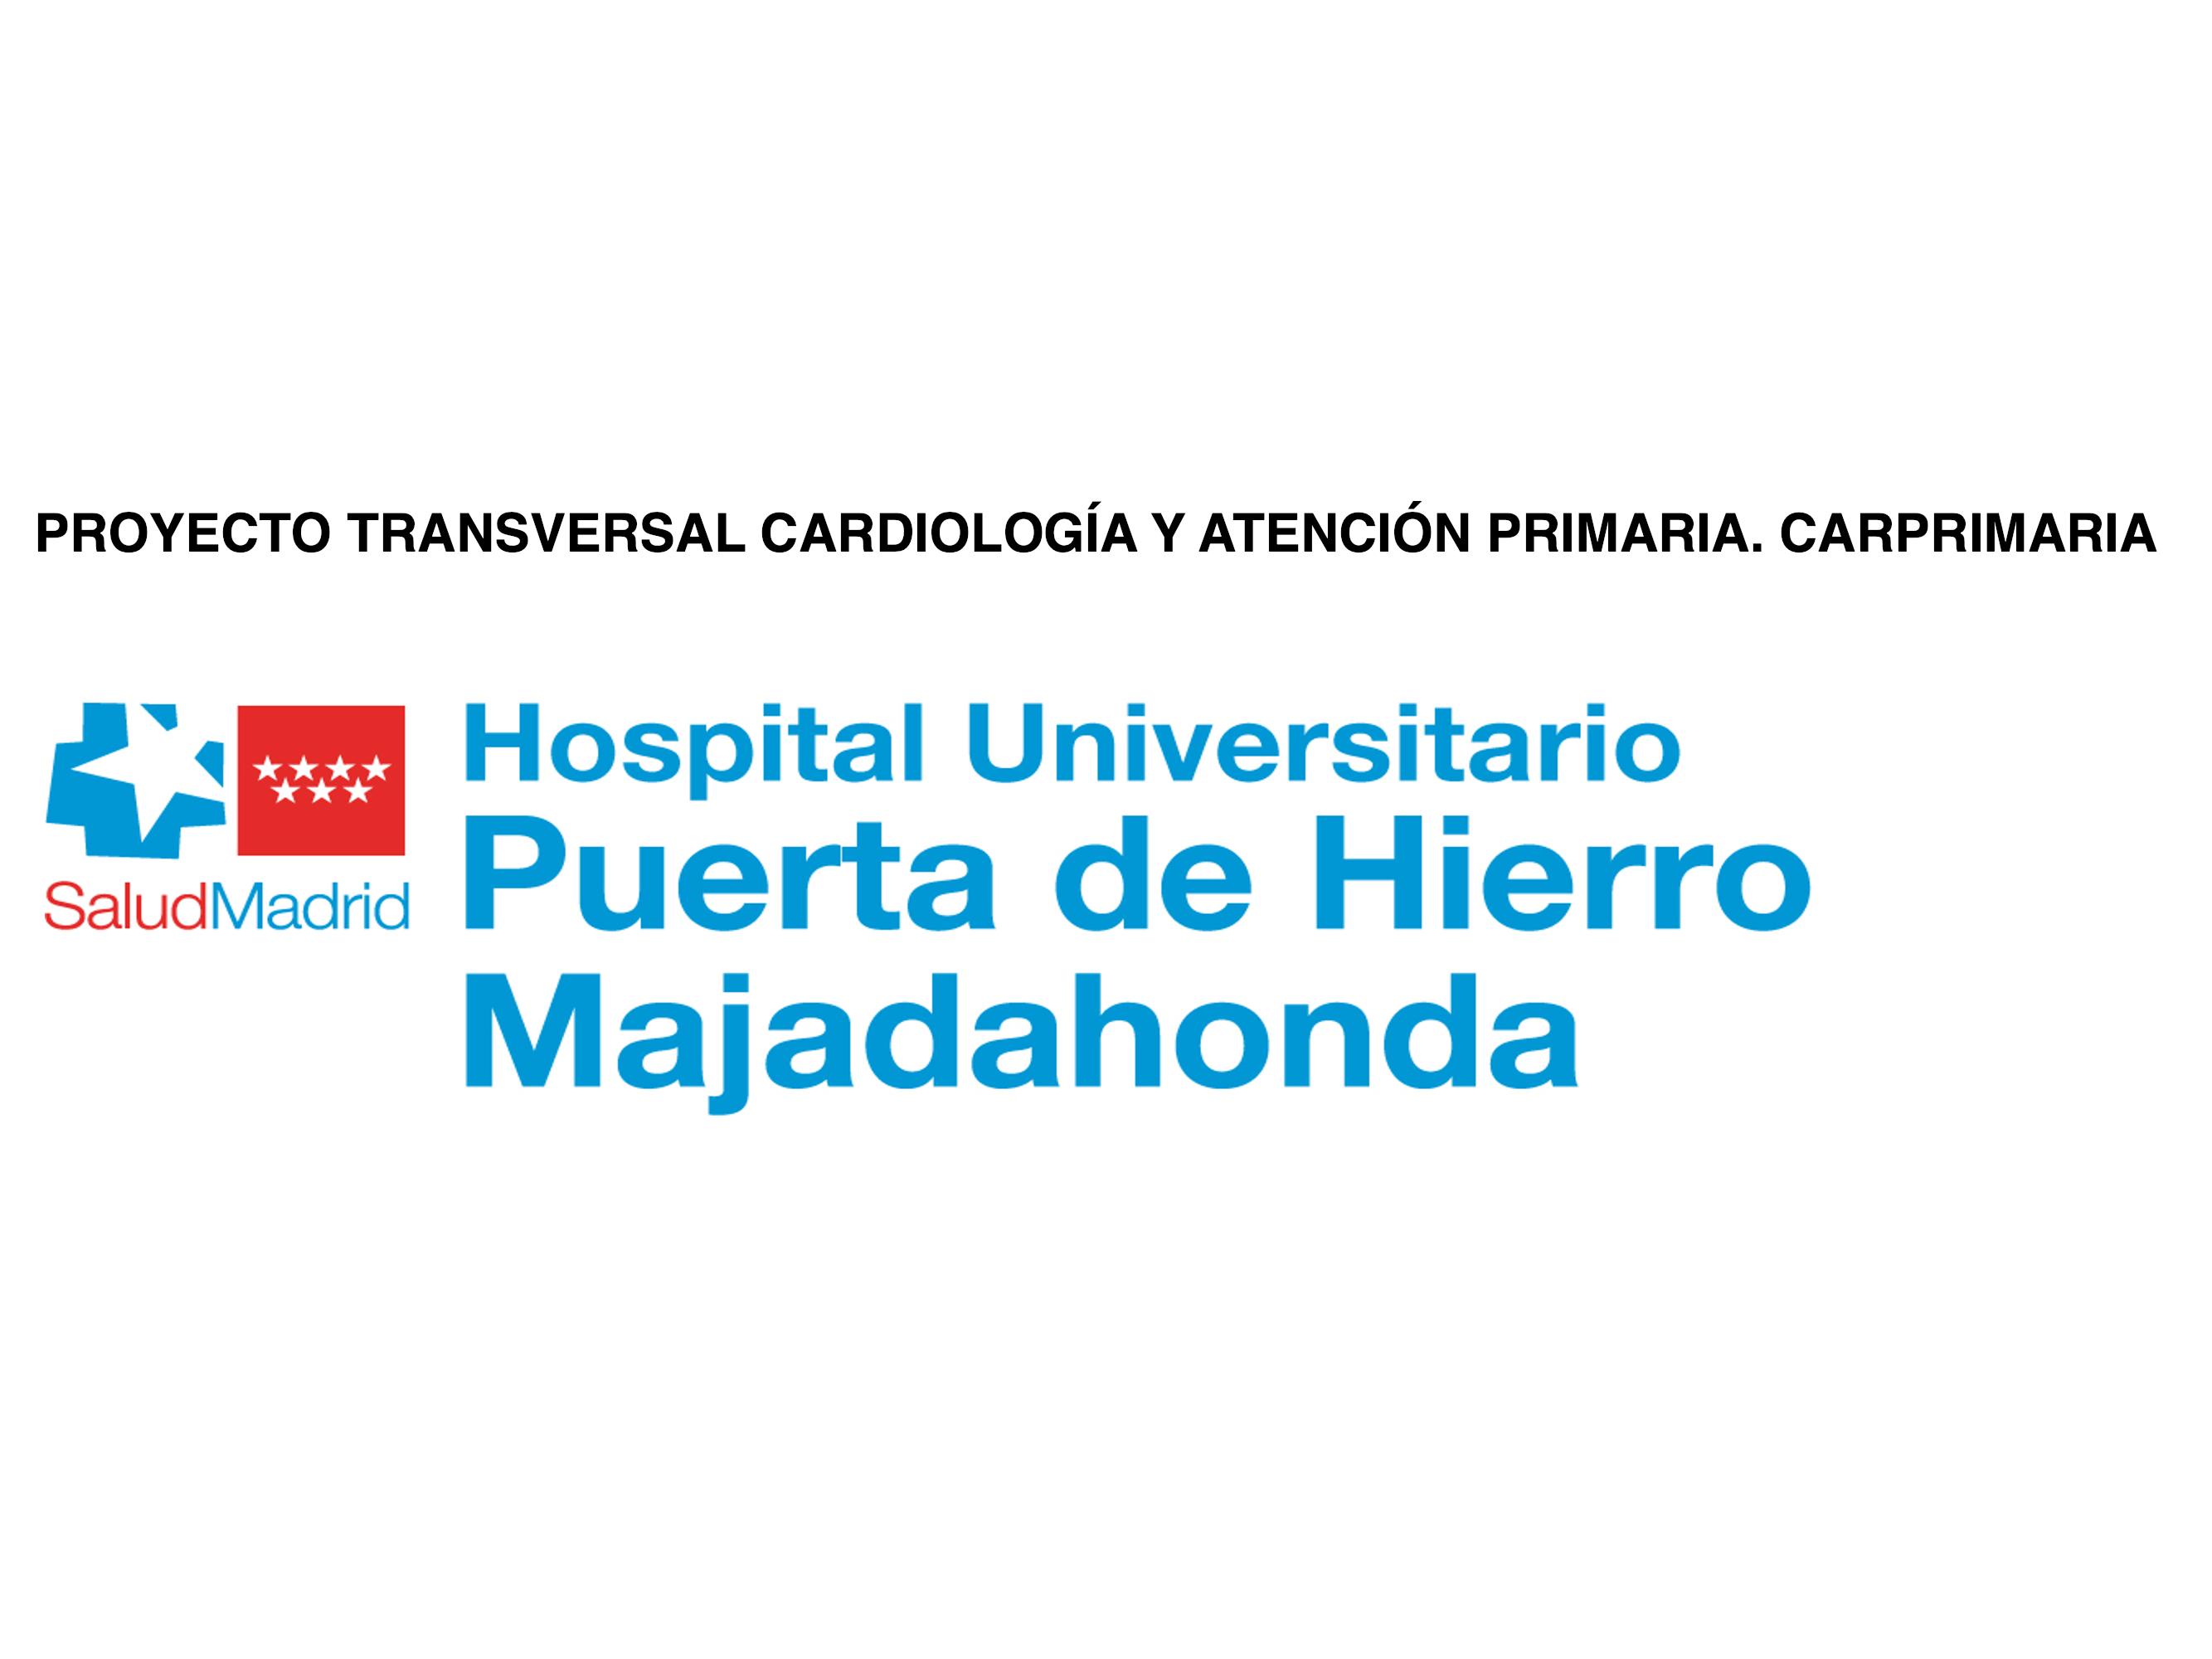 PROYECTO TRANSVERSAL CARDIOLOGÍA Y ATENCIÓN PRIMARIA. CARPRIMARIA
Hospital Universitario
Puerta de Hierro
SaludMadrid
Majadahonda